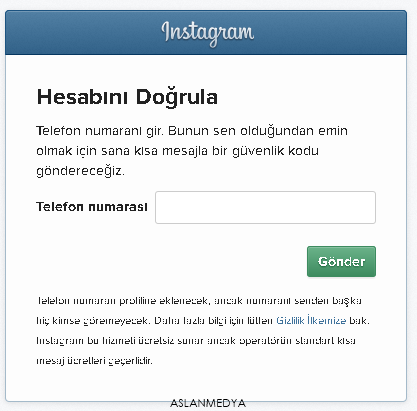 Instagram
Hesabını Doğrula
Telefon numaranı gir. Bunun sen olduğundan emin
olmak için sana kısa mesajla bir güvenlik kodu
göndereceğiz.
Telefon numarası
Gönder
Telefon numaran profiline eklenecek, ancak numaranı senden başka
hiç kimse göremeyecek. Daha fazla bilgi için lütfen Gizlilik İlkemize bak.
Instagram bu hizmeti ücretsiz sunar ancak operatörün standart kısa
mesaj ücretleri geçerlidir.
ASLANMEDYA